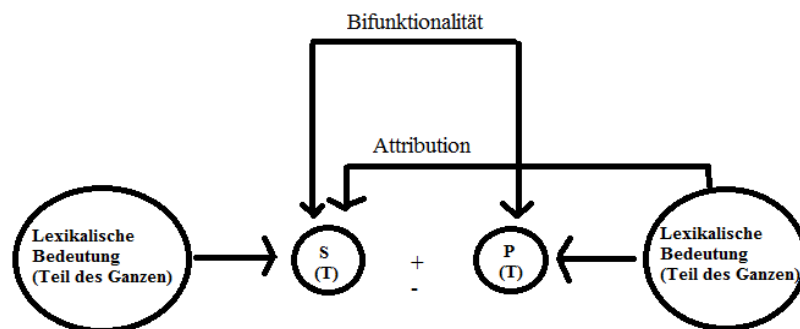 Bifunktionalität
Attribution
Lexikalische
Bedeutung
(Teil des Ganzen)
S
(T)
+
-
P
(T)
Lexikalische
Bedeutung
(Teil des Ganzen)